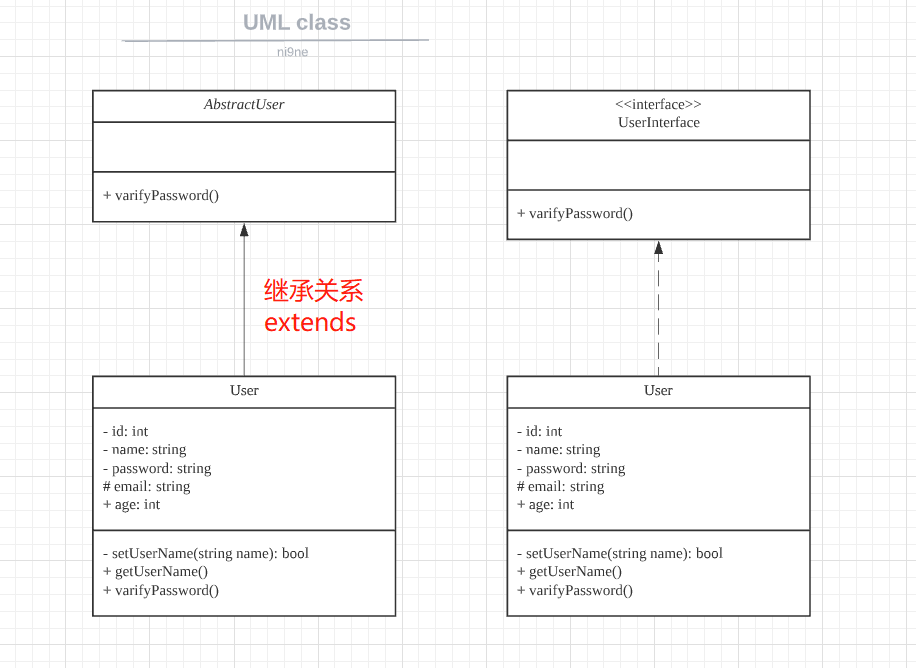 UML class
ni9ne
AbstractUser
+ varifyPassword()
继承关系
extends
User
- id: int
- name: string
- password: string
# email: string
+ age: int
- setUserName(string name): bool
+ getUserName()
+ varifyPassword()
<<interface>>
UserInterface
+ varifyPassword()
User
- id: int
- name: string
- password: string
# email: string
+ age: int
- setUserName(string name): bool
+ getUserName()
+ varifyPassword()